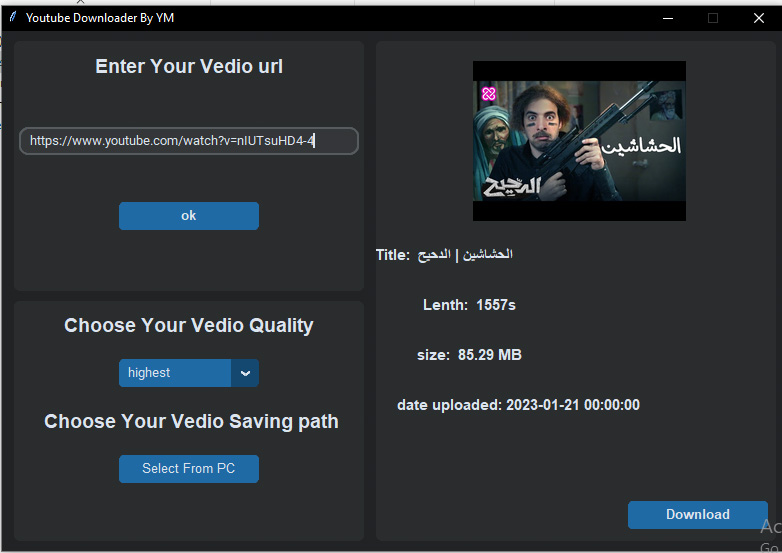 Youtube Downloader By YM
Enter Your Vedio url
https://www.youtube.com/watch?v=nIUTsuHD4-4
ok
Choose Your Vedio Quality
highest
Choose Your Vedio Saving path
Select From PC
الحشاشين
الدحيح
Title: الحشاشين | الدحيح
Lenth: 1557s
size: 85.29 MB
date uploaded: 2023-01-21 00:00:00
Download
Ac
Go